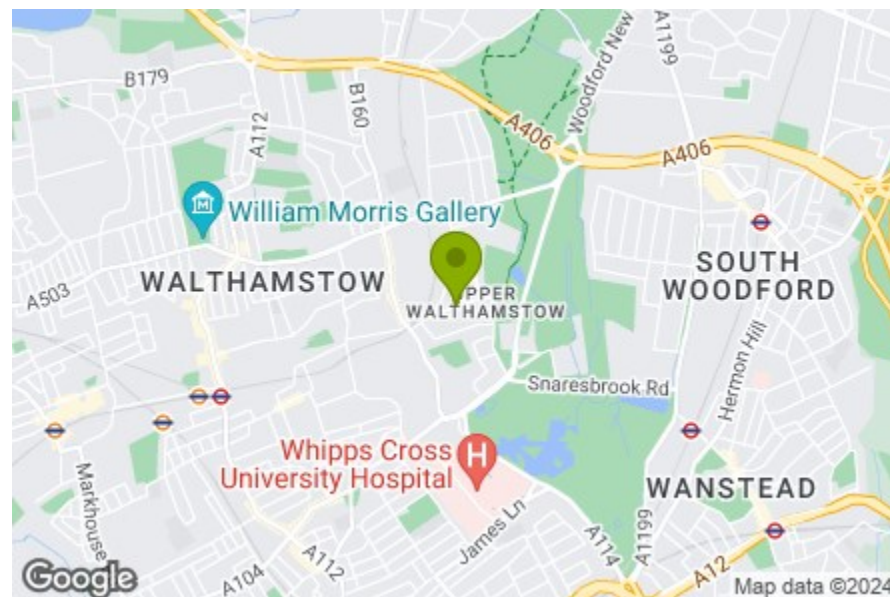 B179
A112
B160
Woodford New
A1199
A406
A406
William Morris Gallery
WALTHAMSTOW
A503
UPPER
WALTHAMSTOW
SOUTH
WOODFORD
Hermon Hill
Snaresbrook Rd
Whipps Cross
University Hospital
H
WANSTEAD
Markhouse
James Ln
A114
A1199
A12
A112
A104
Google
Map data ©2024